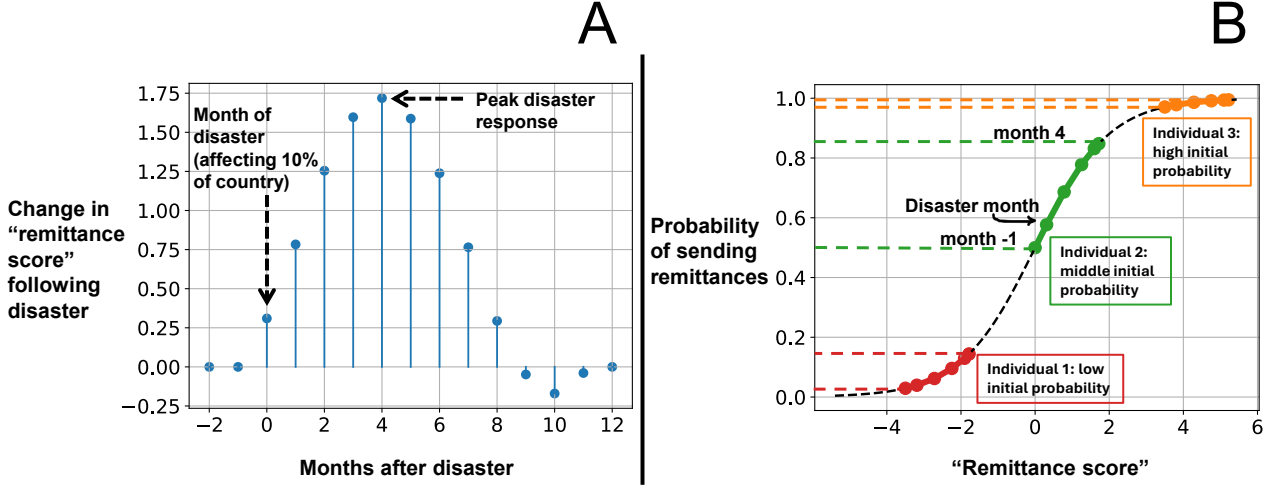 A
B
1.75
1.50
1.25
1.00
0.75
0.50
0.25
0.00
−0.25
−2
0
2
4
6
8
10
12
Month of
disaster
(affecting 10%
of country)
Peak disaster
response
Change in
“remittance
score”
following
disaster
Months after disaster
1.0
0.8
0.6
0.4
0.2
0.0
−4
−2
0
2
4
6
month 4
Disaster month
month -1
Individual 3:
high initial
probability
Individual 2:
middle initial
probability
Individual 1: low
initial probability
Probability
of sending
remittances
“Remittance score”